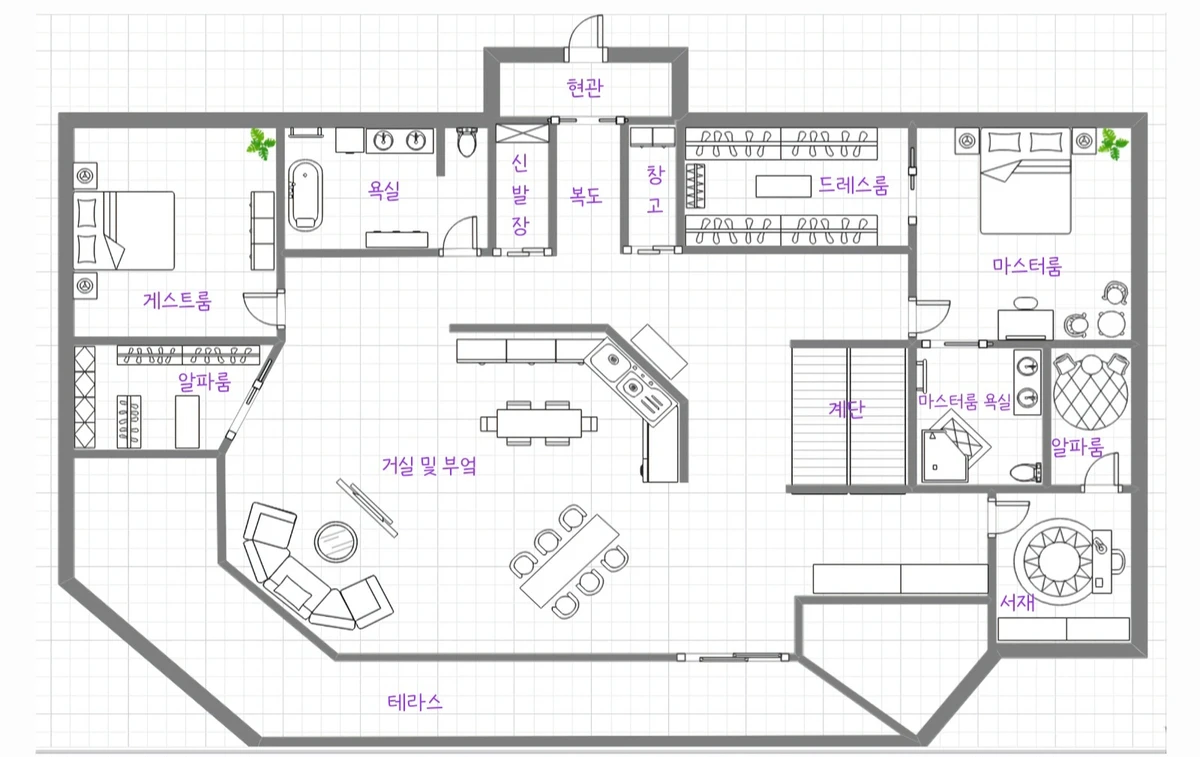 현관
신
발
장
복도
창
고
드레스룸
욕실
마스터룸
게스트룸
알파룸
계단
마스터룸 욕실
알파룸
거실 및 부엌
서재
테라스